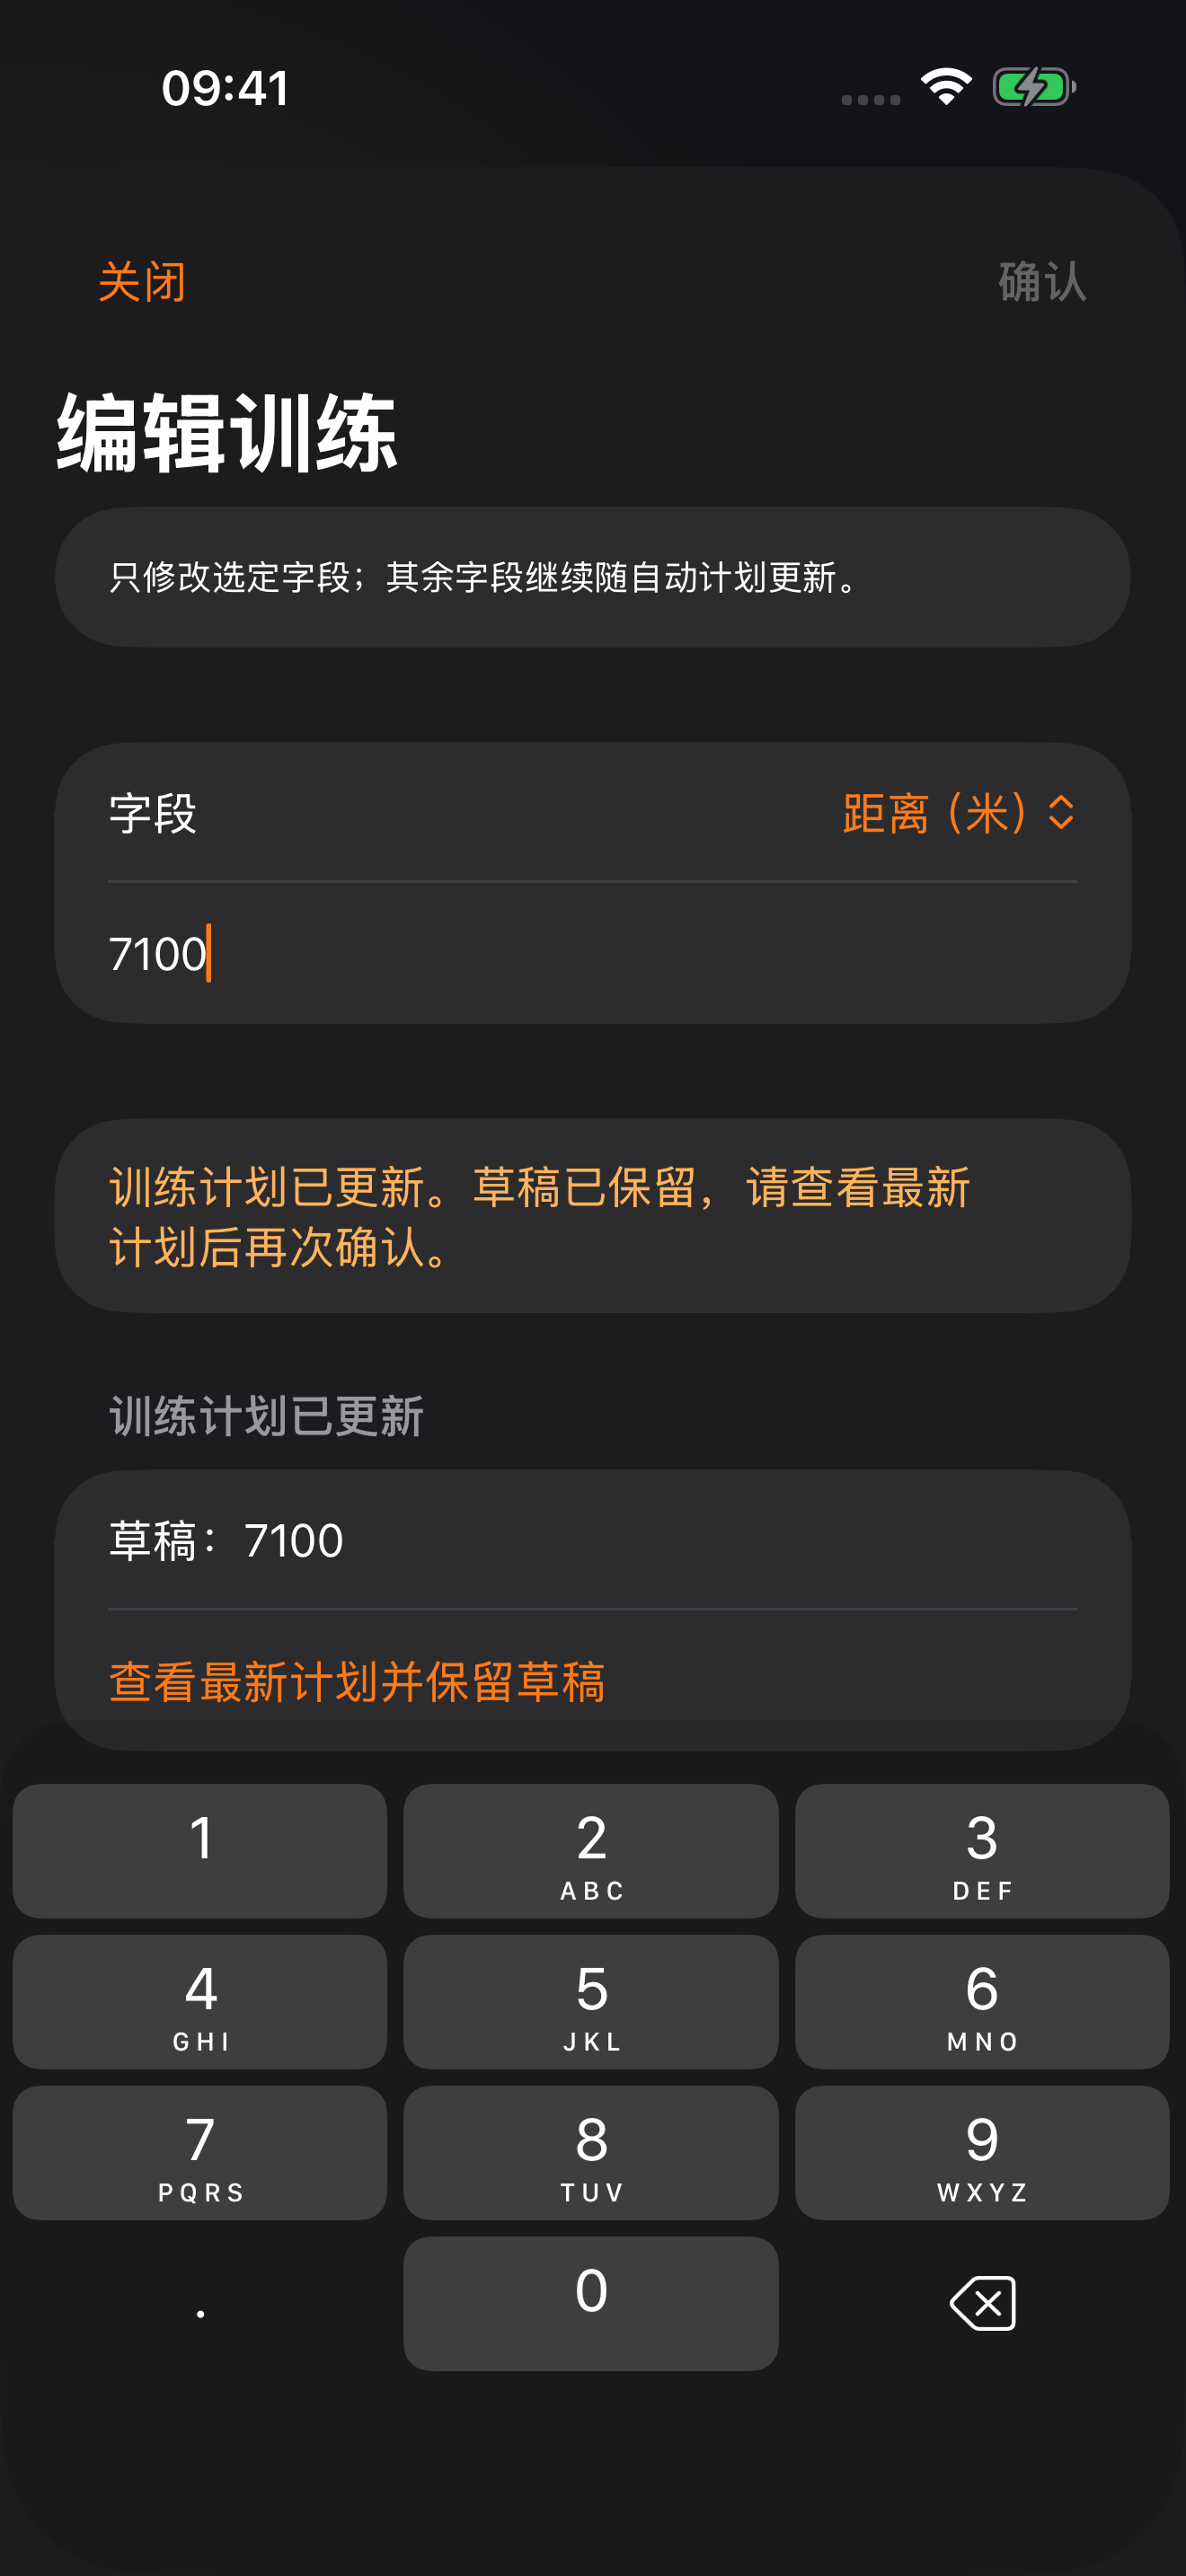 09:41
关闭
确认
编辑训练
只修改选定字段；其余字段继续随自动计划更新。
字段
距离（米）
7100
训练计划已更新。草稿已保留，请查看最新
计划后再次确认。
训练计划已更新
草稿：7100
查看最新计划并保留草稿
1
2
ABC
3
DEF
4
GHI
5
JKL
6
MNO
7
PQRS
8
TUV
9
WXYZ
.
0